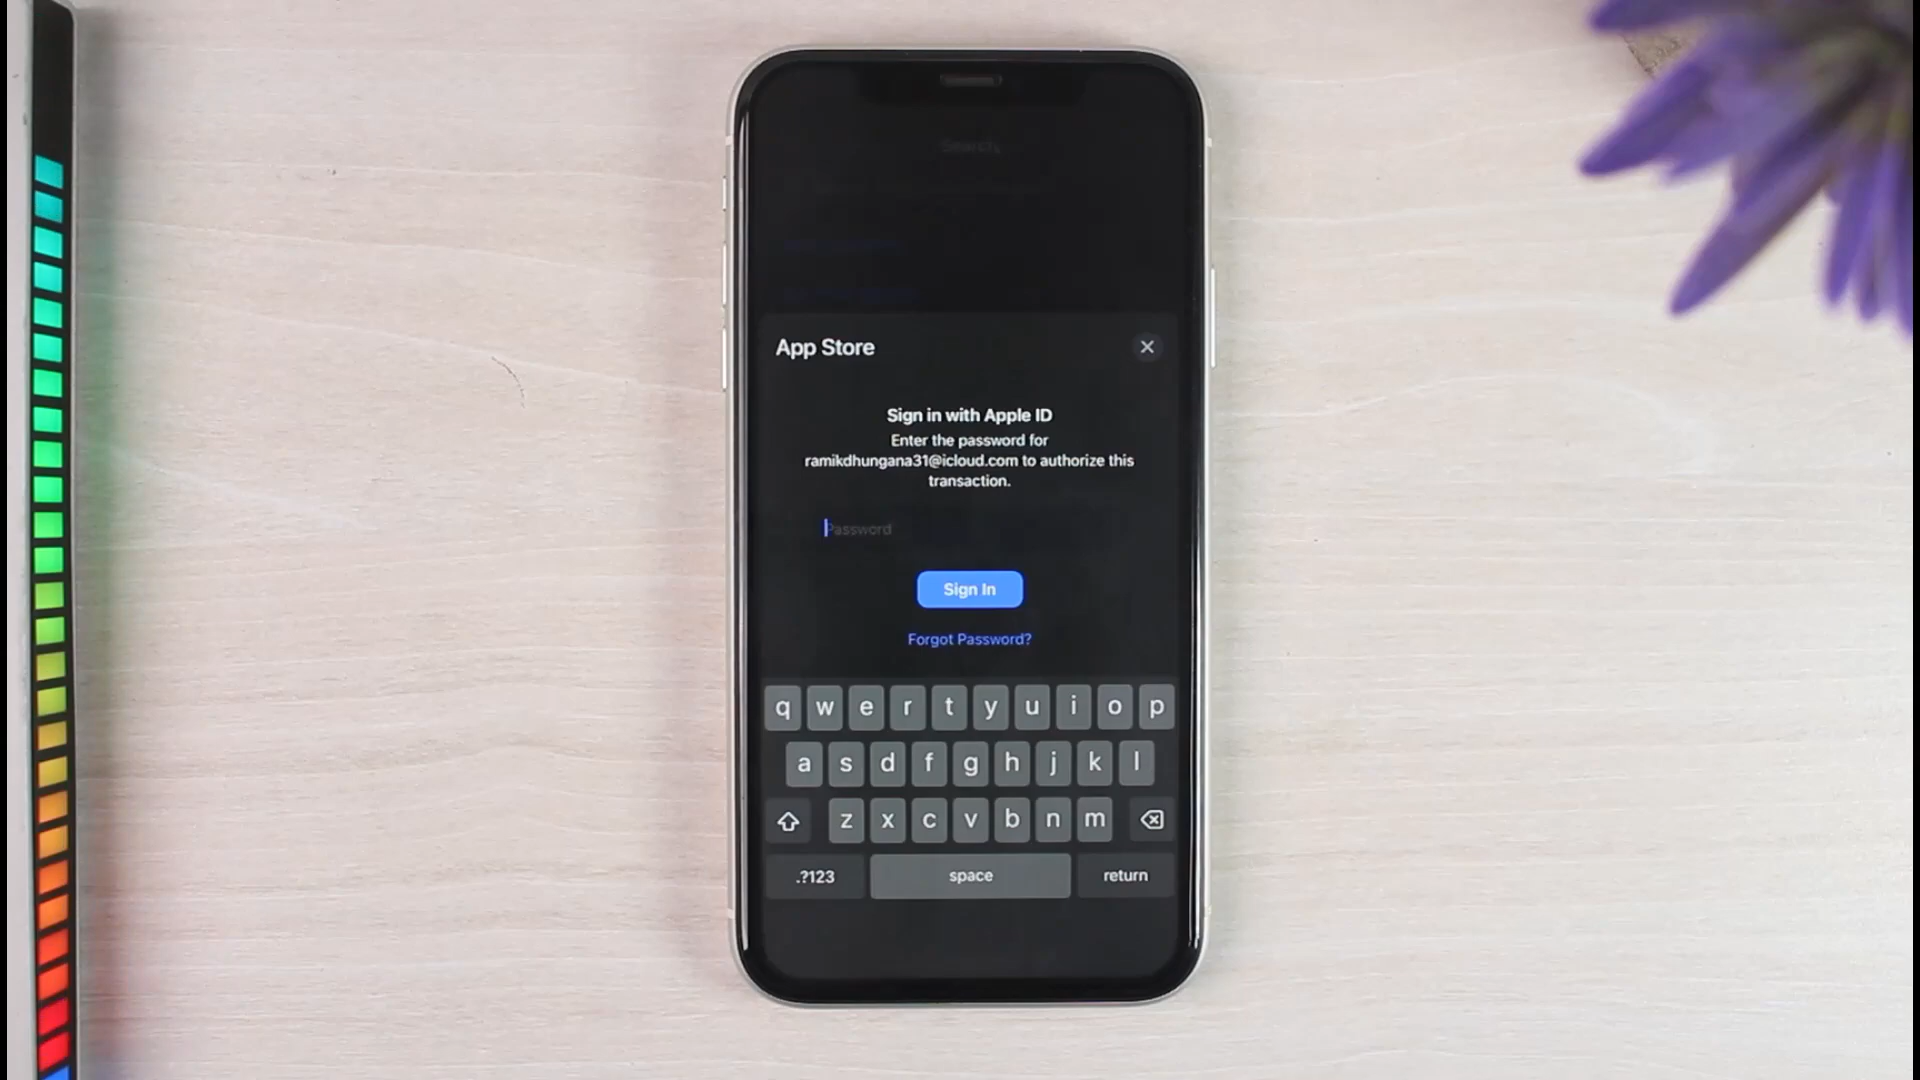 Search
App Store
Sign in with Apple ID
Enter the password for
ramikdhungana31@icloud.com to authorize this
transaction.
Password
Sign In
Forgot Password?
q w e r t y u i o p
a s d f g h j k l
z x c v b n m
.?123 space return